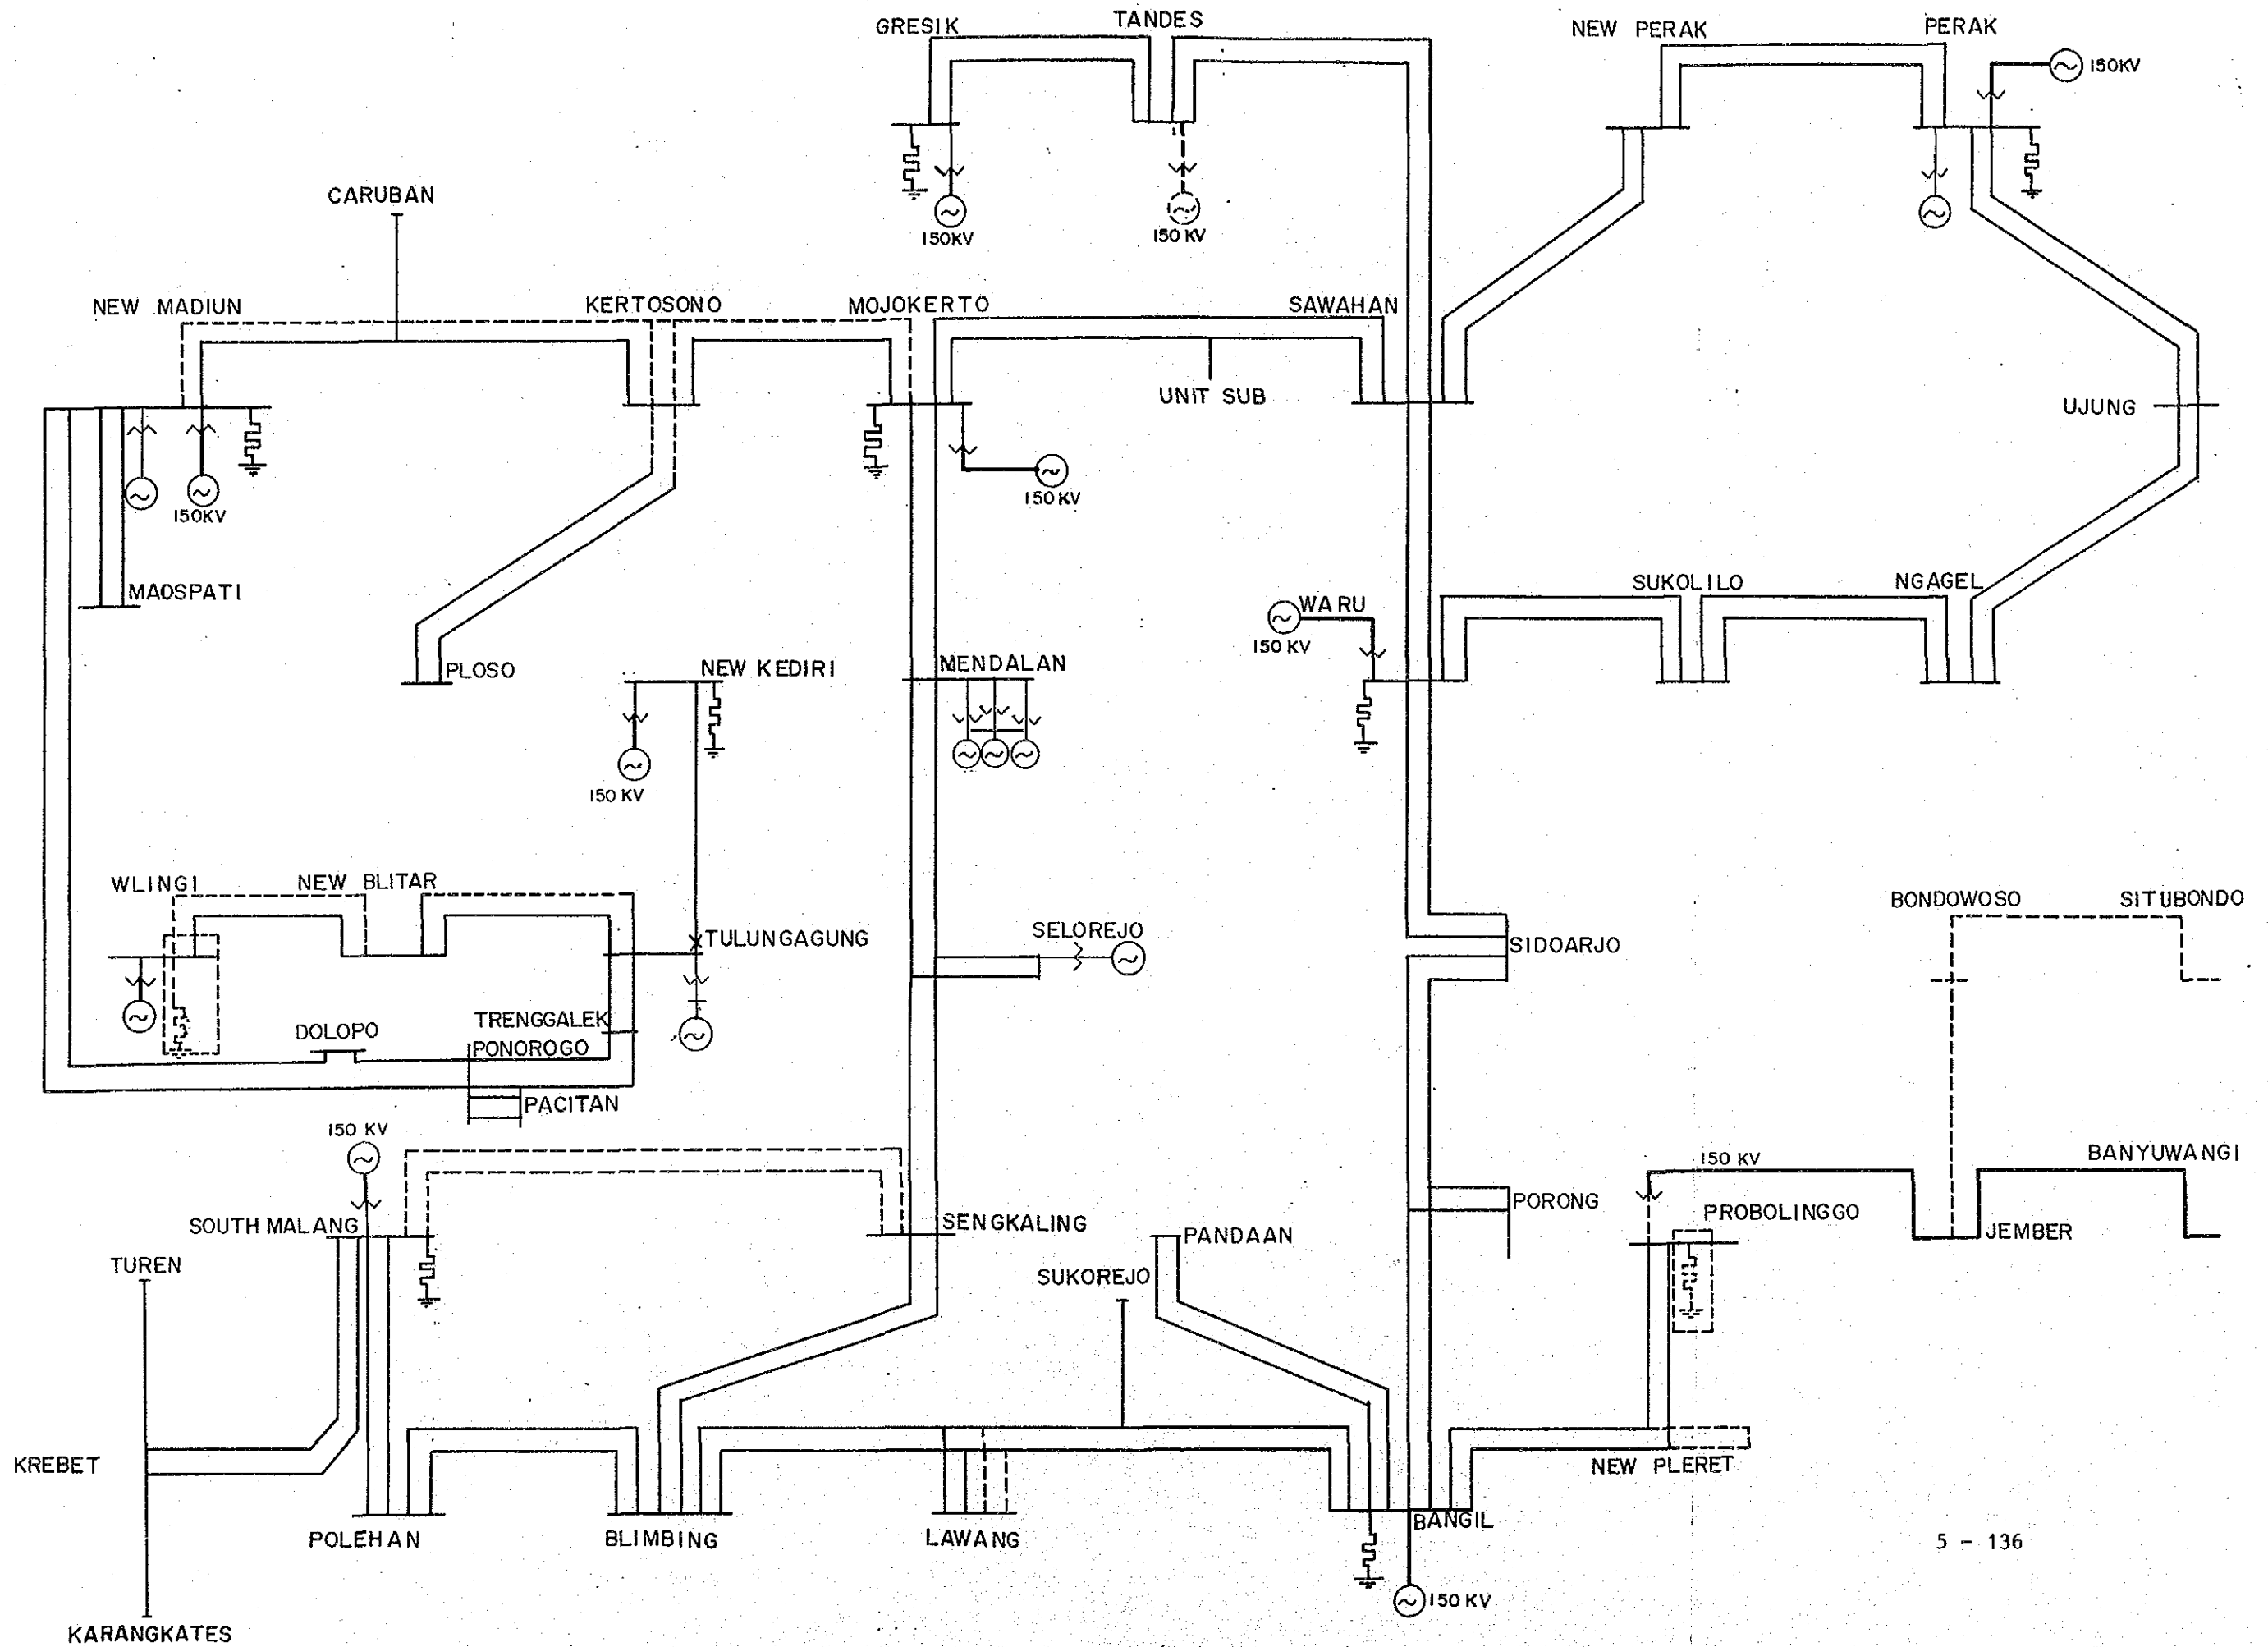 TANDES
GRESIK
NEW PERAK
PERAK
150KV
150KV
150 KV
CARUBAN
NEW MADIUN
KERTOSONO
MOJOKERTO
SAWAHAN
UNIT SUB
UJUNG
150 KV
150KV
MAOSPATI
SUKOLILO
NGAGEL
WARU
150 KV
PLOSO
NEW KEDIRI
MENDALAN
150 KV
WLINGI
NEW BLITAR
BONDOWOSO
SITUBONDO
TULUNGAGUNG
SELOREJO
SIDOARJO
TRENGGALEK
DOLOPO
PONOROGO
PACITAN
150 KV
150 KV
BANYUWANGI
PORONG
PROBOLINGGO
SOUTH MALANG
SENGKALING
PANDAAN
JEMBER
TUREN
SUKOREJO
KREBET
NEW PLERET
POLEHAN
BLIMBING
LAWANG
BANGIL
5 - 136
150 KV
KARANGKATES